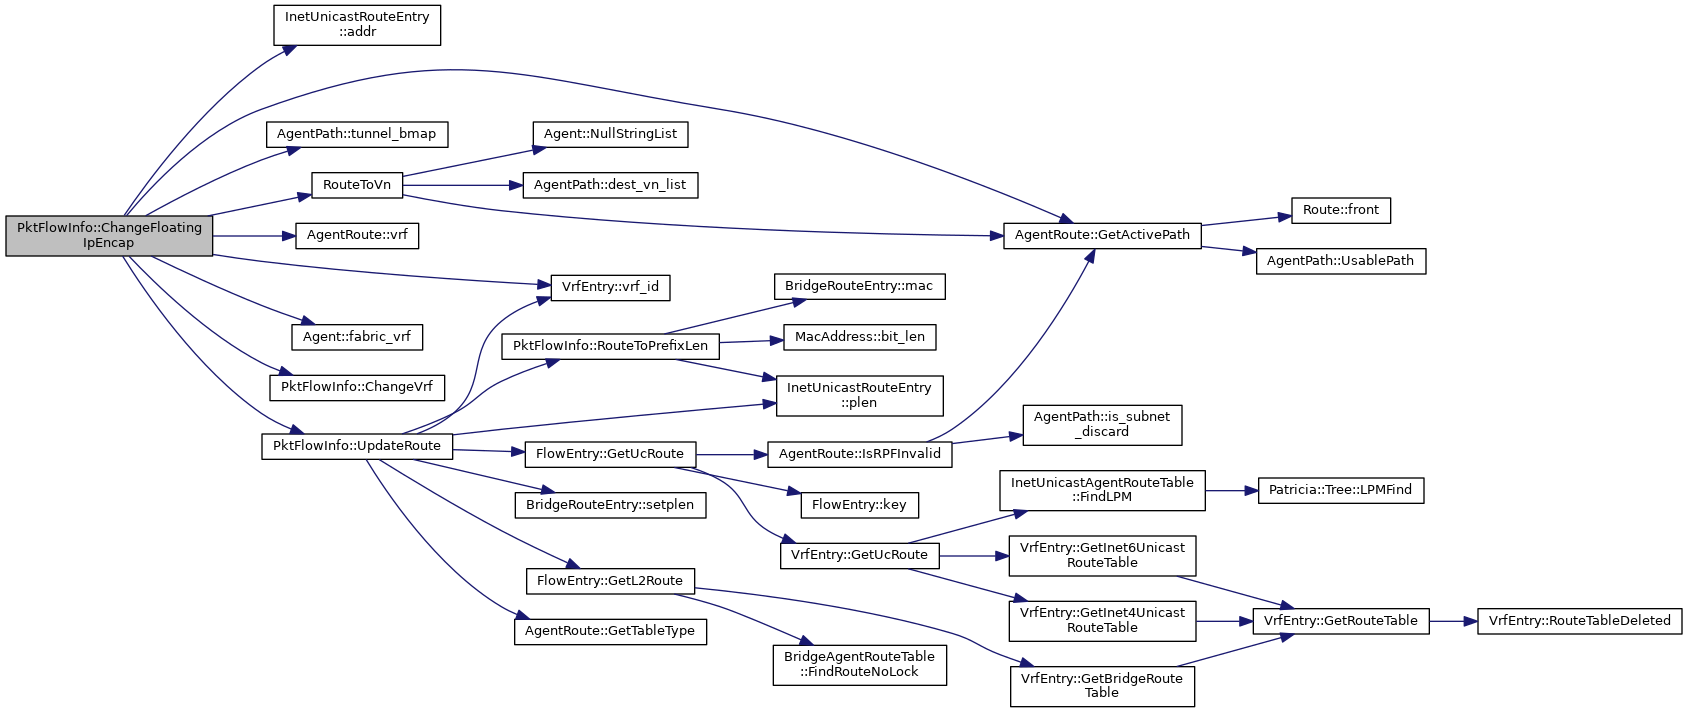 InetUnicastRouteEntry
::addr
AgentPath::tunnel_bmap
Agent::NullStringList
RouteToVn
AgentPath::dest_vn_list
Route::front
PktFlowInfo::ChangeFloating
IpEncap
AgentRoute::vrf
AgentRoute::GetActivePath
AgentPath::UsablePath
VrfEntry::vrf_id
BridgeRouteEntry::mac
Agent::fabric_vrf
PktFlowInfo::RouteToPrefixLen
MacAddress::bit_len
PktFlowInfo::ChangeVrf
InetUnicastRouteEntry
::plen
AgentPath::is_subnet
_discard
PktFlowInfo::UpdateRoute
FlowEntry::GetUcRoute
AgentRoute::IsRPFInvalid
InetUnicastAgentRouteTable
::FindLPM
Patricia::Tree::LPMFind
BridgeRouteEntry::setplen
FlowEntry::key
VrfEntry::GetUcRoute
VrfEntry::GetInet6Unicast
RouteTable
FlowEntry::GetL2Route
VrfEntry::GetInet4Unicast
RouteTable
VrfEntry::GetRouteTable
VrfEntry::RouteTableDeleted
AgentRoute::GetTableType
BridgeAgentRouteTable
::FindRouteNoLock
VrfEntry::GetBridgeRoute
Table